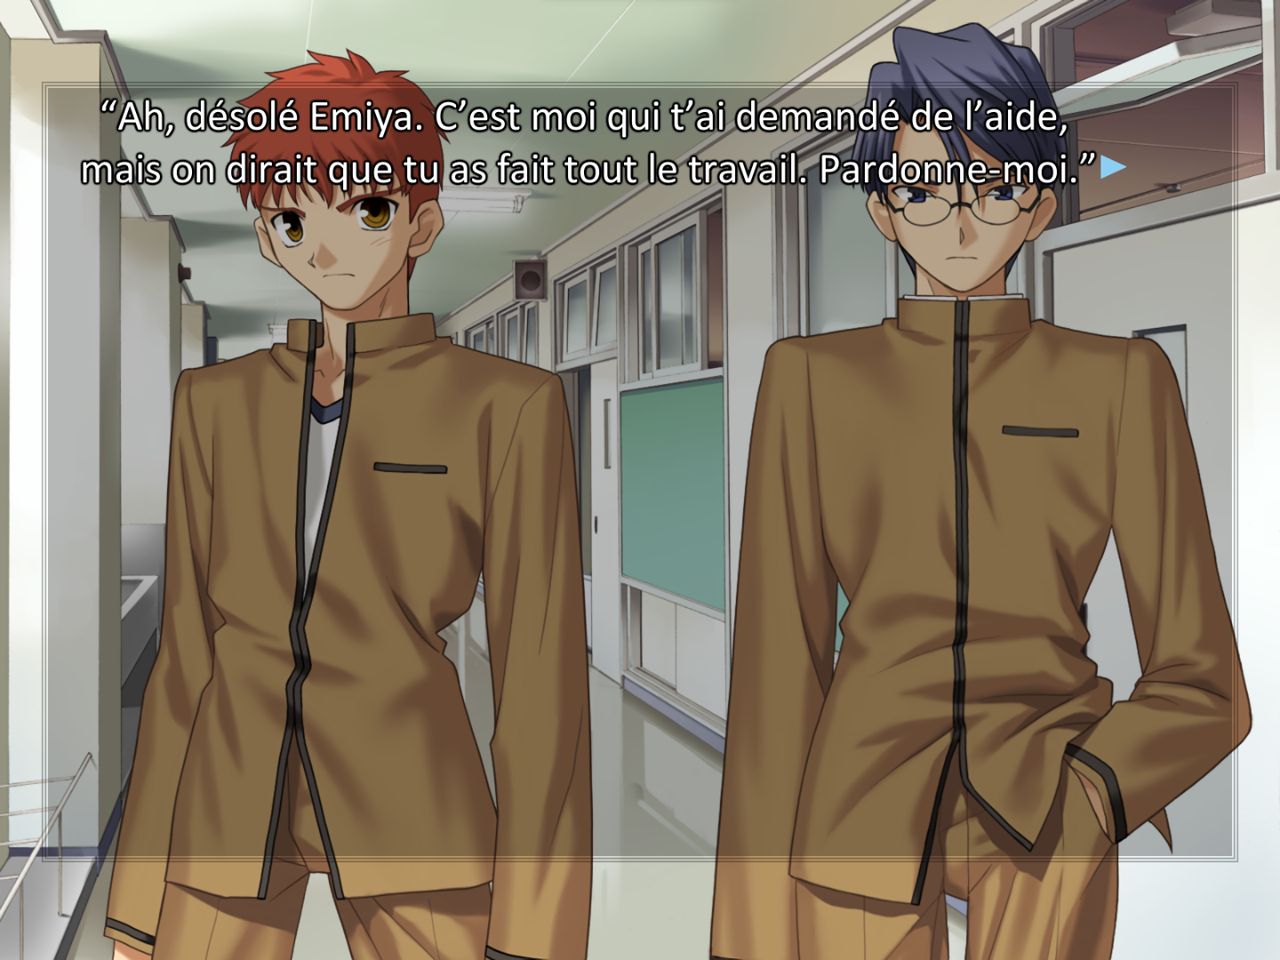 “Ah, désolé Emiya. C’est moi qui t’ai demandé de l’aide,
mais on dirait que tu as fait tout le travail. Pardonne-moi.”